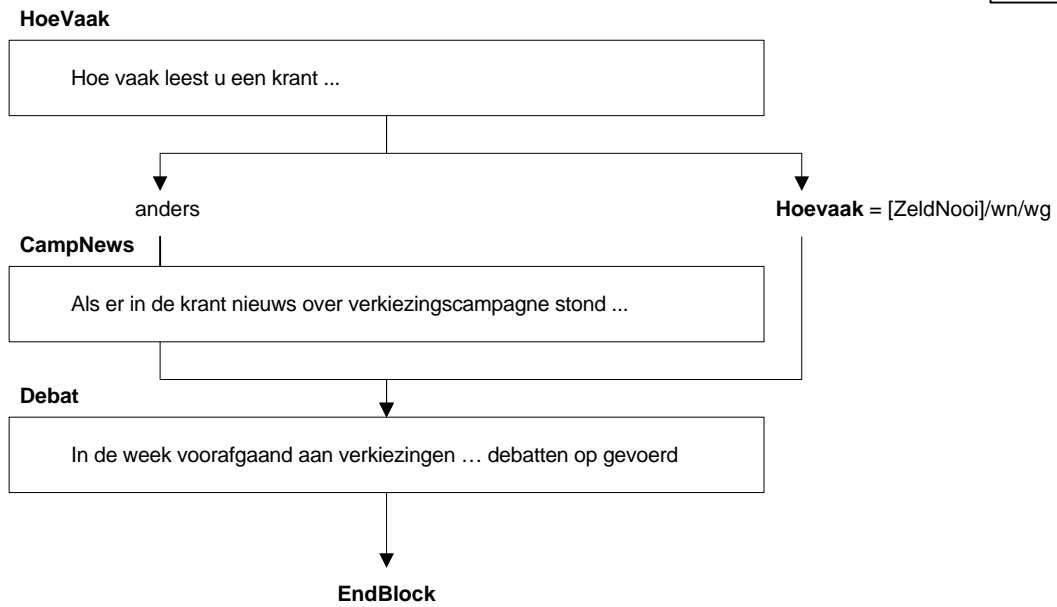 HoeVaak
Hoe vaak leest u een krant ...
anders
Hoevaak = [ZeldNooi]/wn/wg
CampNews
Als er in de krant nieuws over verkiezingscampagne stond ...
Debat
In de week voorafgaand aan verkiezingen … debatten op gevoerd
EndBlock